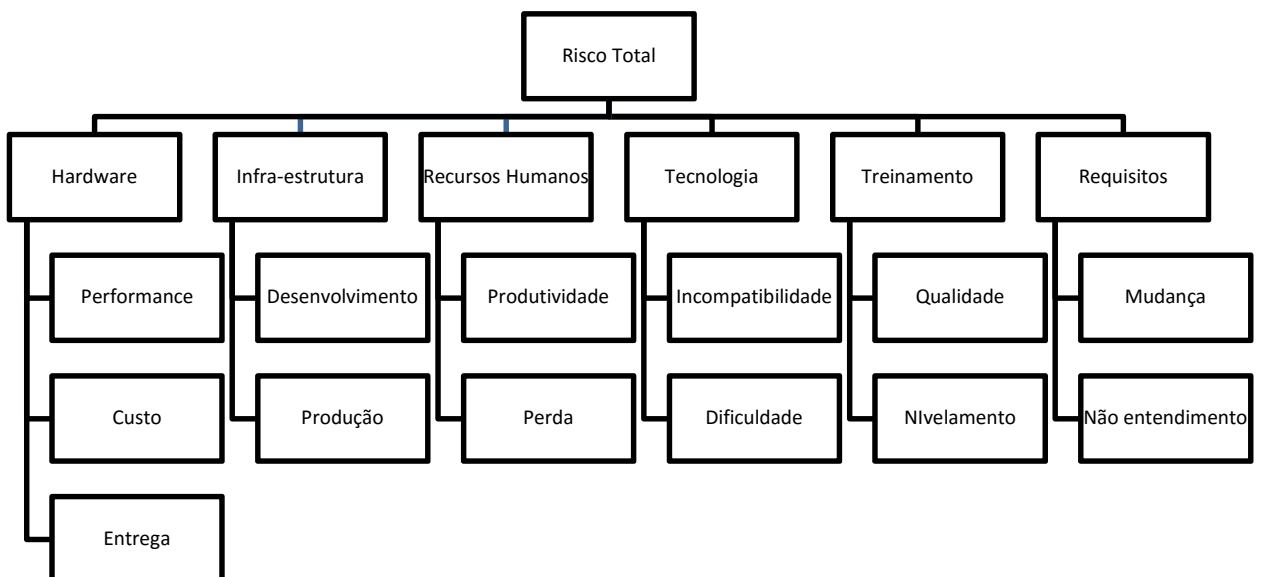 Risco Total
Hardware
Infra-estrutura
Recursos Humanos
Tecnologia
Treinamento
Requisitos
Performance
Desenvolvimento
Produtividade
Incompatibilidade
Qualidade
Mudança
Custo
Produção
Perda
Dificuldade
NIvelamento
Não entendimento
Entrega